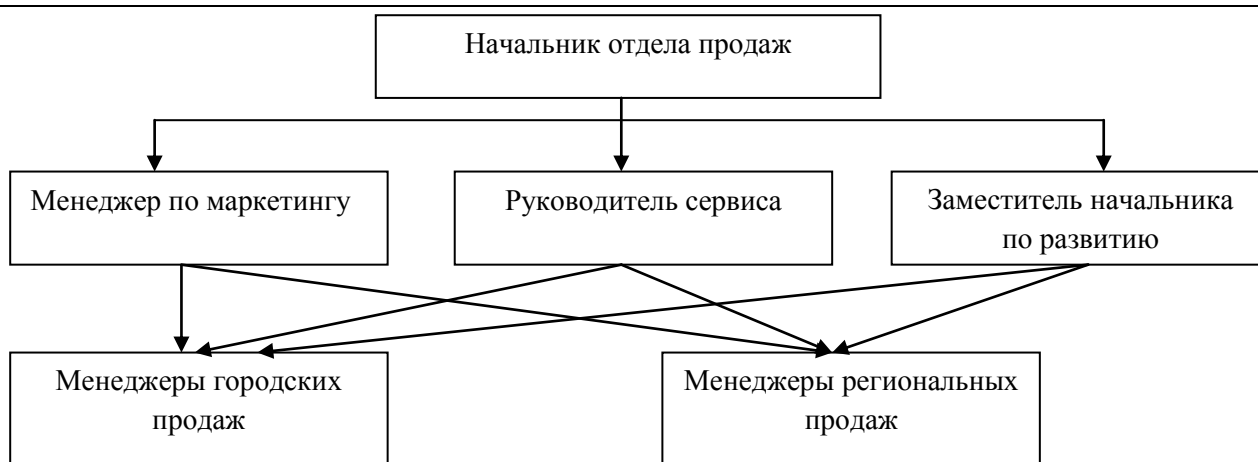 Начальник отдела продаж
Менеджер по маркетингу
Руководитель сервиса
Заместитель начальника
по развитию
Менеджеры городских
продаж
Менеджеры региональных
продаж